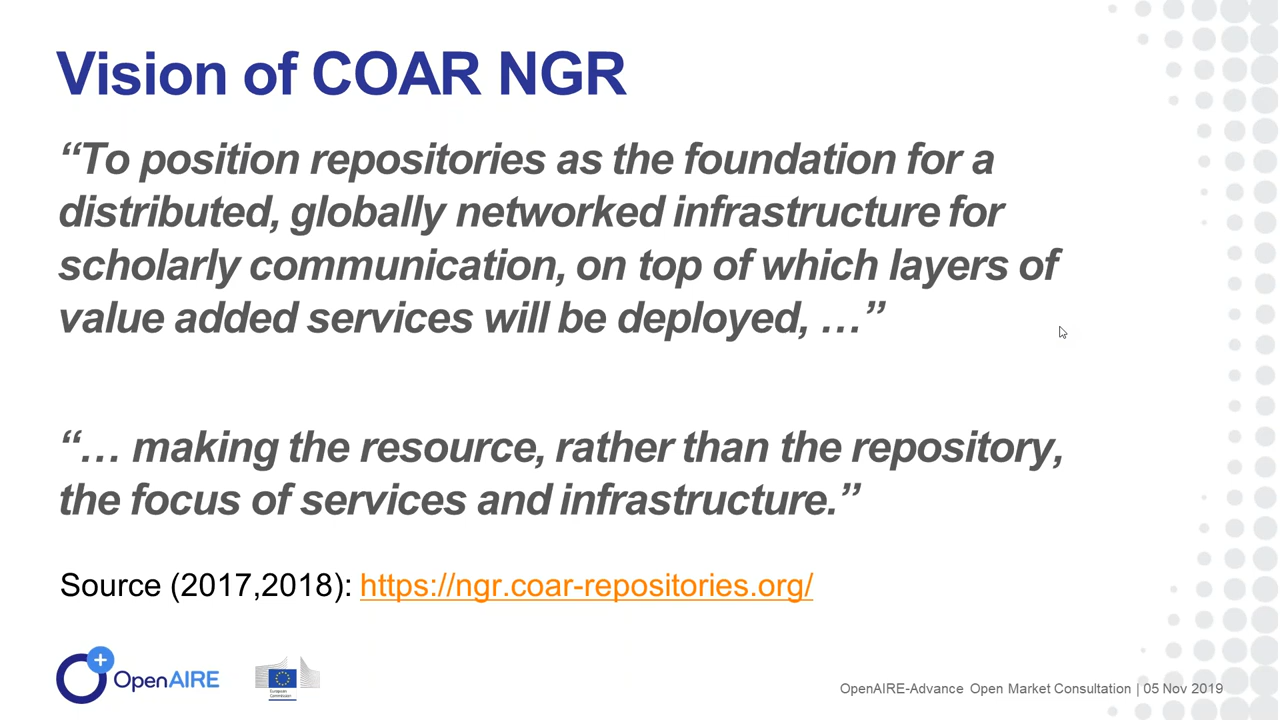 Vision of COAR NGR
“To position repositories as the foundation for a
distributed, globally networked infrastructure for
scholarly communication, on top of which layers of
value added services will be deployed, …”
“… making the resource, rather than the repository,
the focus of services and infrastructure.”
Source (2017,2018): https://ngr.coar-repositories.org/
OpenAIRE
European
Commission
OpenAIRE-Advance Open Market Consultation | 05 Nov 2019